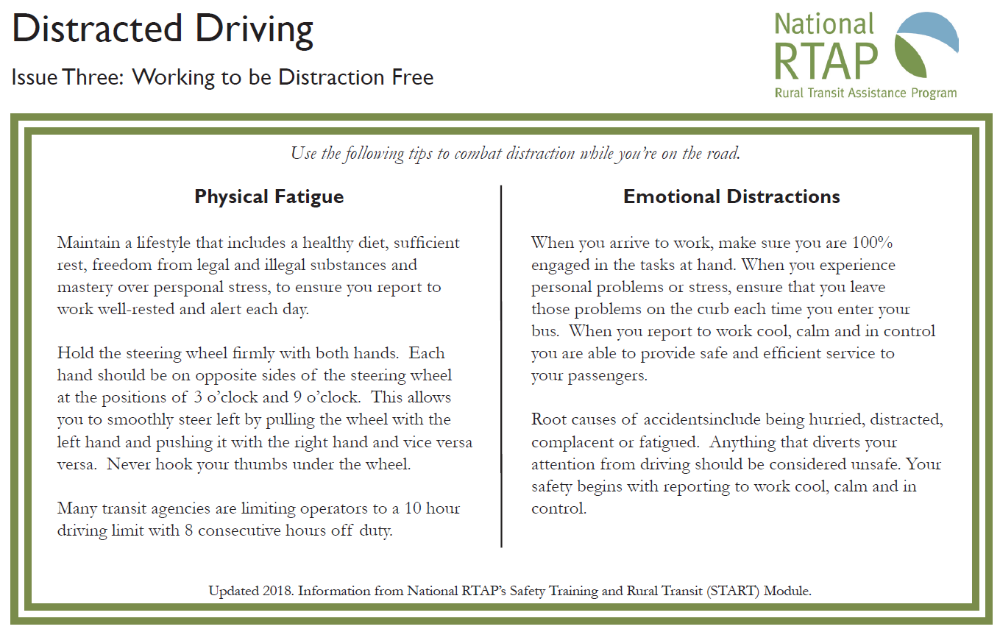 Distracted Driving
Issue Three: Working to be Distraction Free
National
RTAP
Rural Transit Assistance Program
Use the following tips to combat distraction while you're on the road.
Physical Fatigue
Maintain a lifestyle that includes a healthy diet, sufficient
rest, freedom from legal and illegal substances and
mastery over persponal stress, to ensure you report to
work well-rested and alert each day.
Hold the steering wheel firmly with both hands.  Each
hand should be on opposite sides of the steering wheel
at the positions of 3 o'clock and 9 o'clock.  This allows
you to smoothly steer left by pulling the wheel with the
left hand and pushing it with the right hand and vice versa
versa.  Never hook your thumbs under the wheel.
Many transit agencies are limiting operators to a 10 hour
driving limit with 8 consecutive hours off duty.
Emotional Distractions
When you arrive to work, make sure you are 100%
engaged in the tasks at hand. When you experience
personal problems or stress, ensure that you leave
those problems on the curb each time you enter your
bus.  When you report to work cool, calm and in control
you are able to provide safe and efficient service to
your passengers.
Root causes of accidentsinclude being hurried, distracted,
complacent or fatigued.  Anything that diverts your
attention from driving should be considered unsafe. Your
safety begins with reporting to work cool, calm and in
control.
Updated 2018. Information from National RTAP's Safety Training and Rural Transit (START) Module.